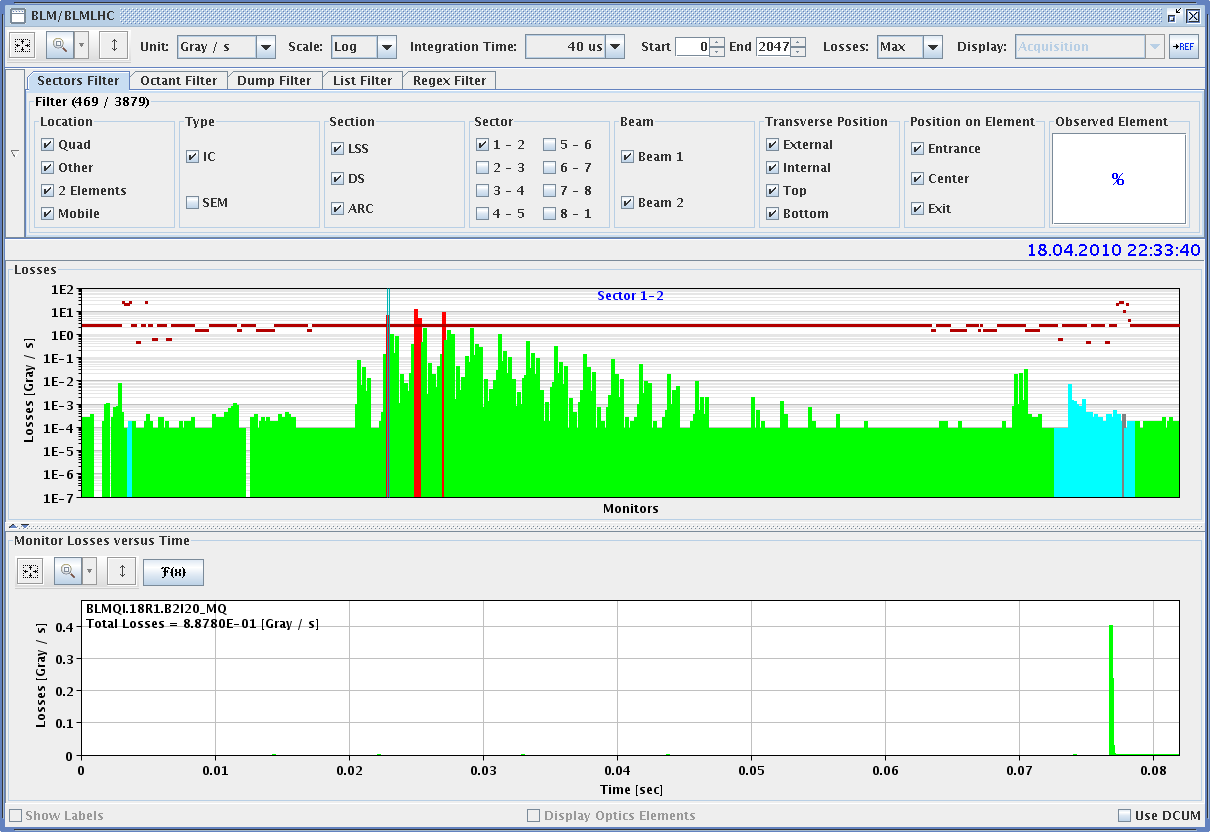 BLM/BLMLHC
Unit: Gray / s Scale: Log Integration Time: 40 us Start 0 End 2047 Losses: Max Display: Acquisition →REF
Sectors Filter Octant Filter Dump Filter List Filter Regex Filter
Filter (469 / 3879)
Location Type Section Sector Beam Transverse Position Position on Element Observed Element
Quad IC LSS 1 - 2 5 - 6 Beam 1 External Entrance %
Other SEM DS 2 - 3 6 - 7 Beam 2 Internal Center
2 Elements ARC 3 - 4 7 - 8 Top Exit
Mobile 4 - 5 8 - 1 Bottom
18.04.2010 22:33:40
Losses
Sector 1-2
Losses [Gray / s]
1E2
1E1
1E0
1E-1
1E-2
1E-3
1E-4
1E-5
1E-6
1E-7
Monitors
Monitor Losses versus Time
F(x)
BLMQI.18R1.B2I20_MQ
Total Losses = 8.8780E-01 [Gray / s]
Losses [Gray / s]
0.4
0.3
0.2
0.1
0
0 0.01 0.02 0.03 0.04 0.05 0.06 0.07 0.08
Time [sec]
Show Labels Display Optics Elements Use DCUM